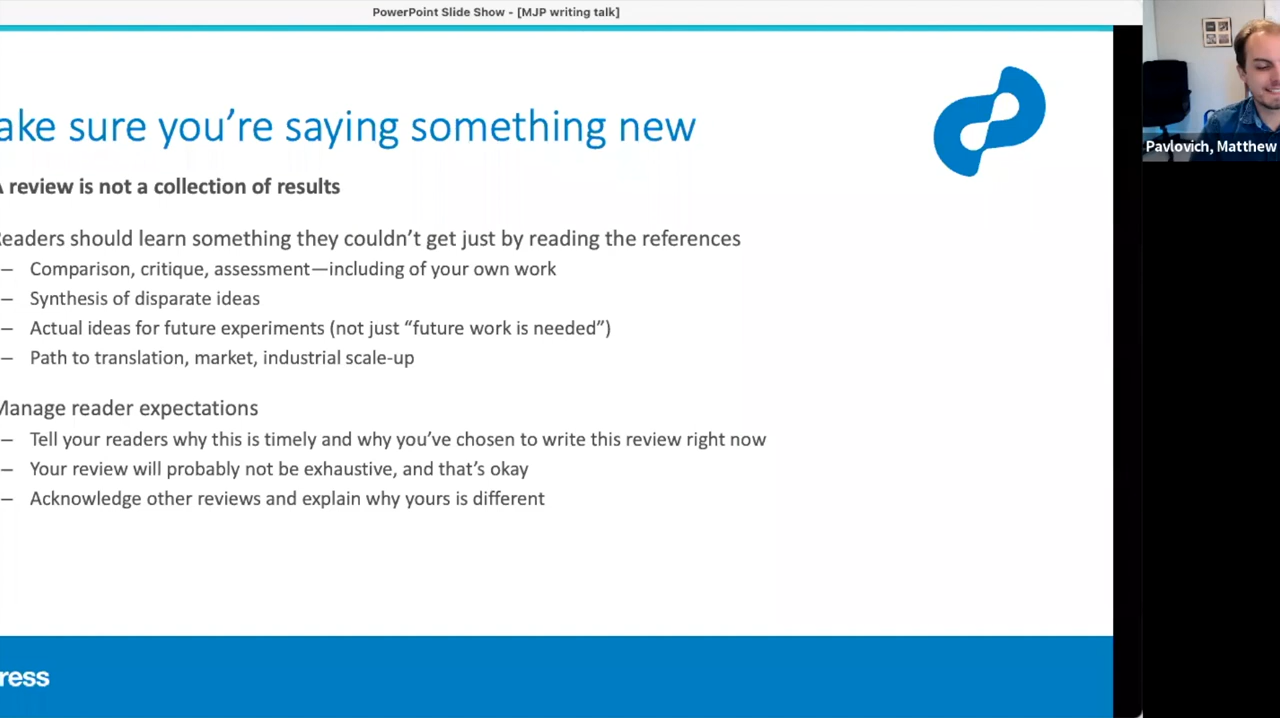 PowerPoint Slide Show - [MJP writing talk]
ake sure you’re saying something new
A review is not a collection of results
Readers should learn something they couldn’t get just by reading the references
– Comparison, critique, assessment—including of your own work
– Synthesis of disparate ideas
– Actual ideas for future experiments (not just “future work is needed”)
– Path to translation, market, industrial scale-up
Manage reader expectations
– Tell your readers why this is timely and why you’ve chosen to write this review right now
– Your review will probably not be exhaustive, and that’s okay
– Acknowledge other reviews and explain why yours is different
ress
Pavlovich, Matthew